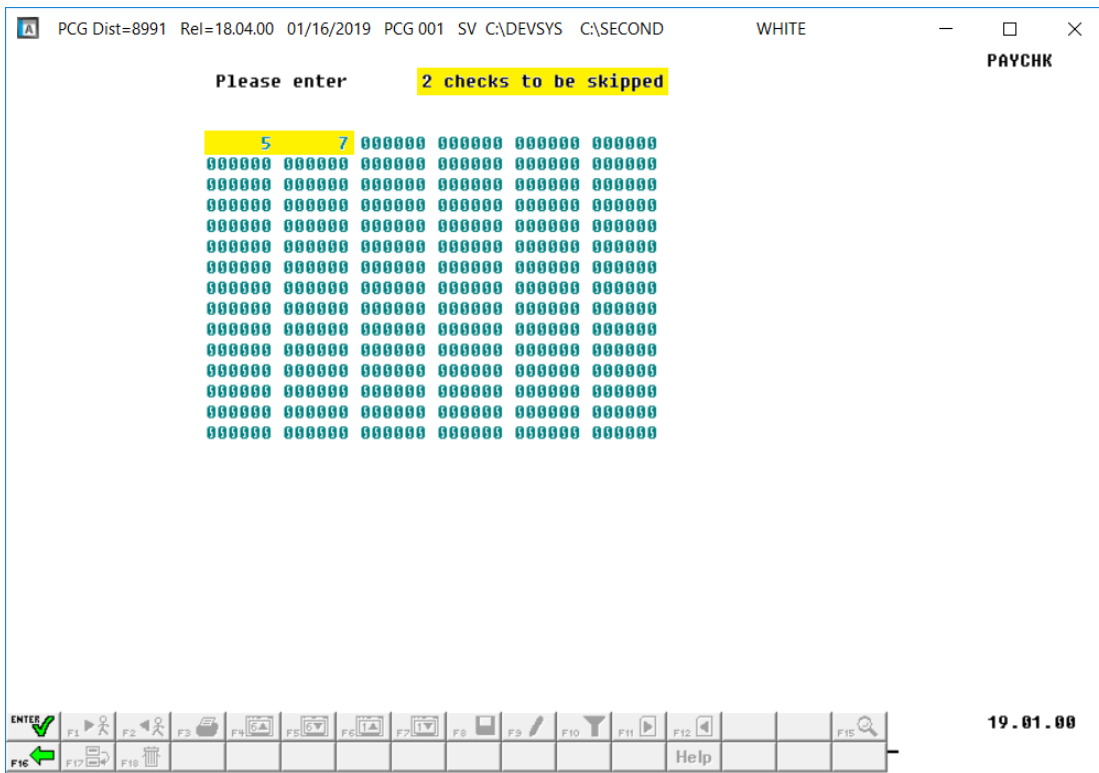 PCG Dist=8991 Rel=18.04.00 01/16/2019 PCG 001 SV C:\DEVSYS C:\SECOND WHITE
PAYCHK
Please enter 2 checks to be skipped
5 7 000000 000000 000000 000000
000000 000000 000000 000000 000000 000000
000000 000000 000000 000000 000000 000000
000000 000000 000000 000000 000000 000000
000000 000000 000000 000000 000000 000000
000000 000000 000000 000000 000000 000000
000000 000000 000000 000000 000000 000000
000000 000000 000000 000000 000000 000000
000000 000000 000000 000000 000000 000000
000000 000000 000000 000000 000000 000000
000000 000000 000000 000000 000000 000000
000000 000000 000000 000000 000000 000000
000000 000000 000000 000000 000000 000000
000000 000000 000000 000000 000000 000000
000000 000000 000000 000000 000000 000000
ENTER F1 F2 F3 F4 6 F5 6 F6 1 F7 1 F8 F9 F10 F11 F12 F15 19.01.00
F16 F17 F18 Help